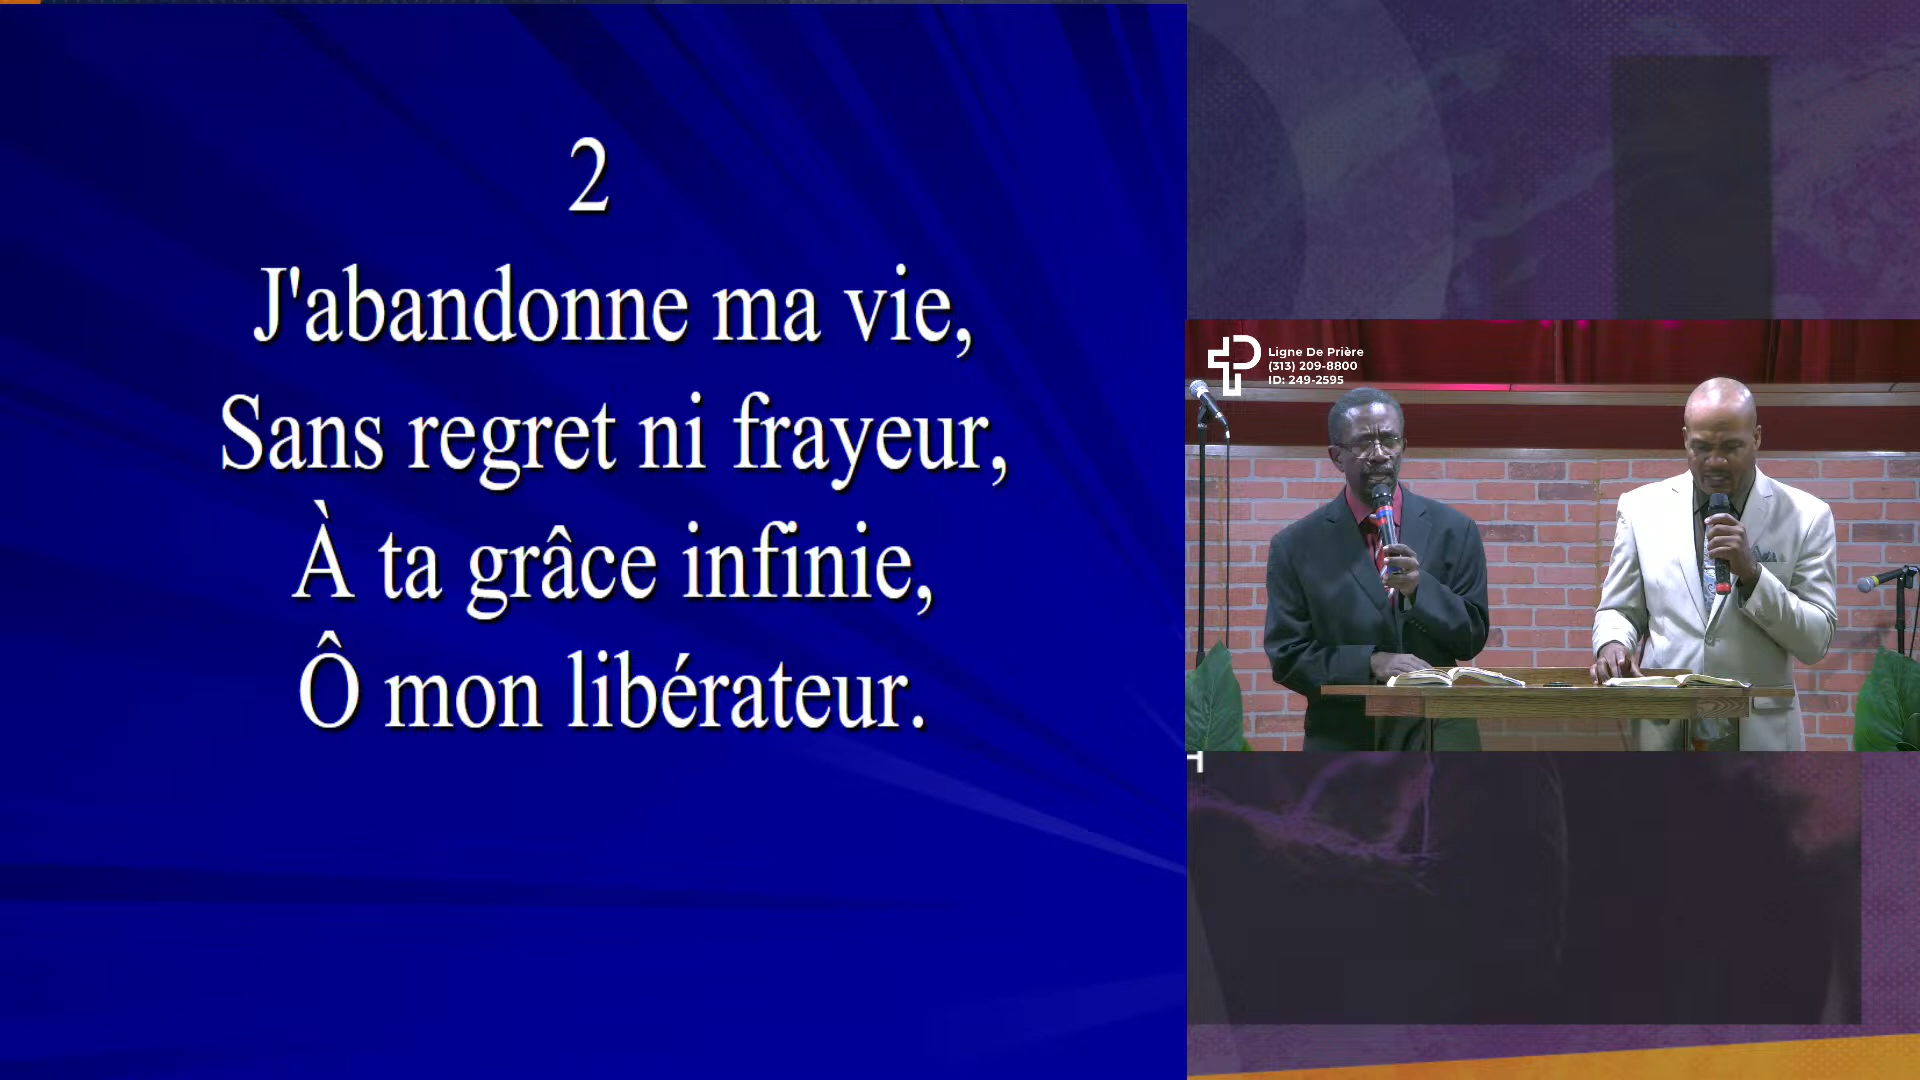 2
J'abandonne ma vie,
Sans regret ni frayeur,
À ta grâce infinie,
Ô mon libérateur.
Ligne De Prière
(313) 209-8800
ID: 249-2595
H